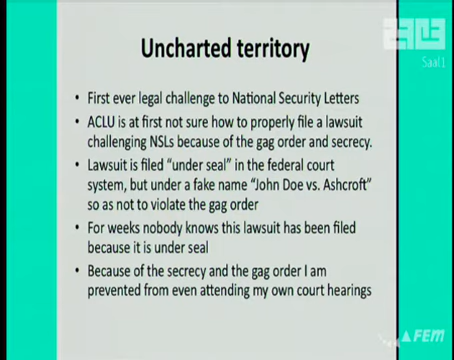 Uncharted territory
• First ever legal challenge to National Security Letters
• ACLU is at first not sure how to properly file a lawsuit
challenging NSLs because of the gag order and secrecy.
• Lawsuit is filed “under seal” in the federal court
system, but under a fake name “John Doe vs. Ashcroft”
so as not to violate the gag order
• For weeks nobody knows this lawsuit has been filed
because it is under seal
• Because of the secrecy and the gag order I am
prevented from even attending my own court hearings
Saal1
FEM